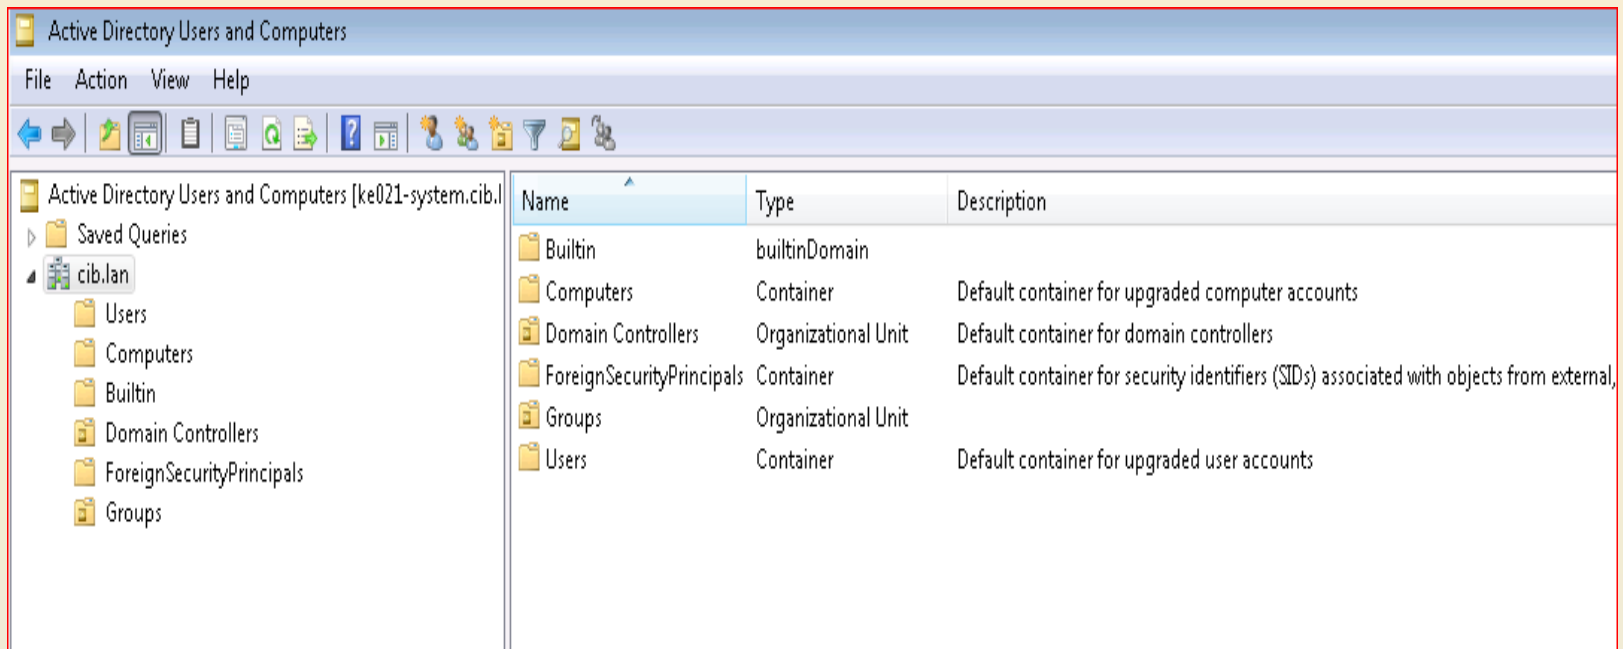 Active Directory Users and Computers
File Action View Help
Active Directory Users and Computers [ke021-system.cib.l
Saved Queries
cib.lan
Users
Computers
Builtin
Domain Controllers
ForeignSecurityPrincipals
Groups
Name Type Description
Builtin builtinDomain
Computers Container Default container for upgraded computer accounts
Domain Controllers Organizational Unit Default container for domain controllers
ForeignSecurityPrincipals Container Default container for security identifiers (SIDs) associated with objects from external,
Groups Organizational Unit
Users Container Default container for upgraded user accounts